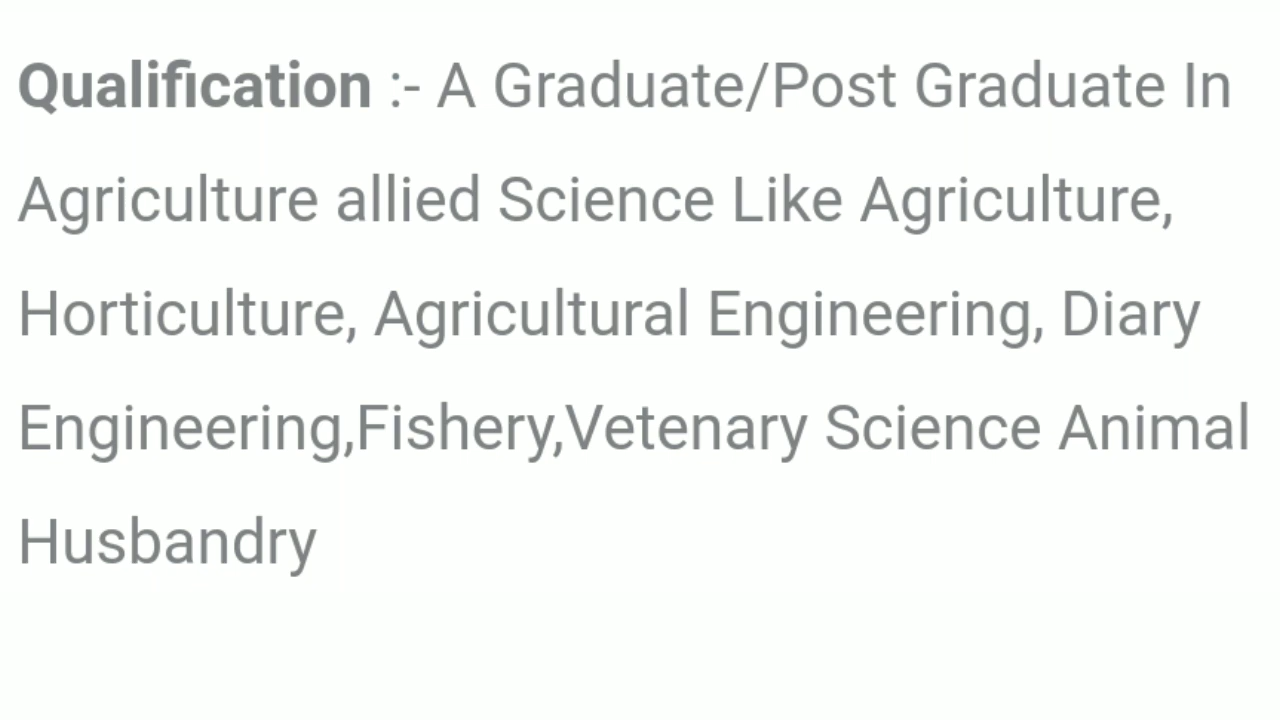 Qualification :- A Graduate/Post Graduate In
Agriculture allied Science Like Agriculture,
Horticulture, Agricultural Engineering, Diary
Engineering,Fishery,Vetenary Science Animal
Husbandry